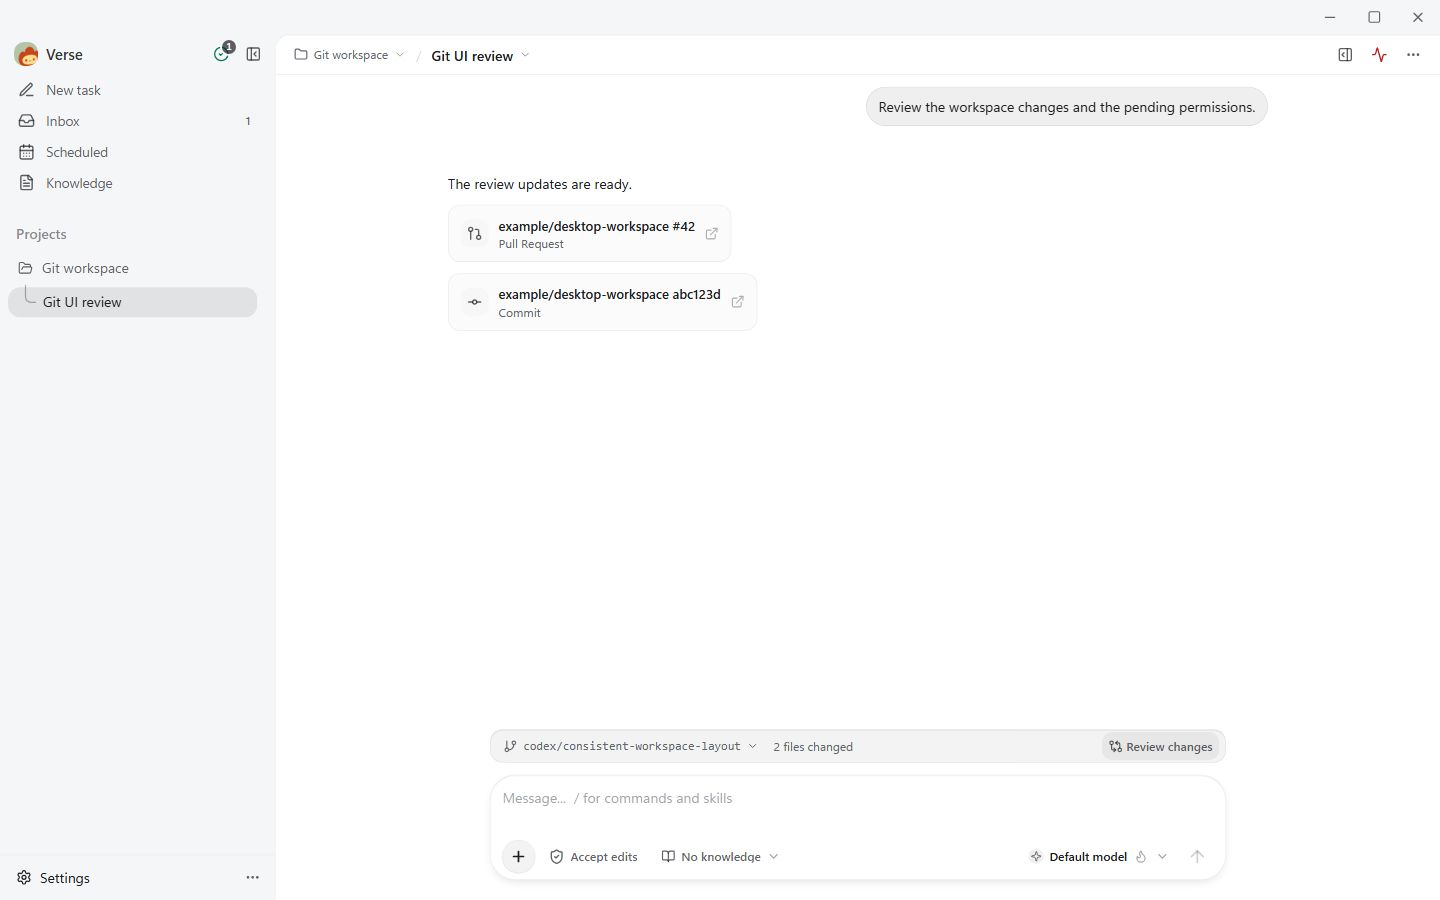 Verse
1
New task
Inbox
1
Scheduled
Knowledge
Projects
Git workspace
Git UI review
Settings
Git workspace
/
Git UI review
Review the workspace changes and the pending permissions.
The review updates are ready.
example/desktop-workspace #42
Pull Request
example/desktop-workspace abc123d
Commit
codex/consistent-workspace-layout
2 files changed
Review changes
Message... / for commands and skills
Accept edits
No knowledge
Default model